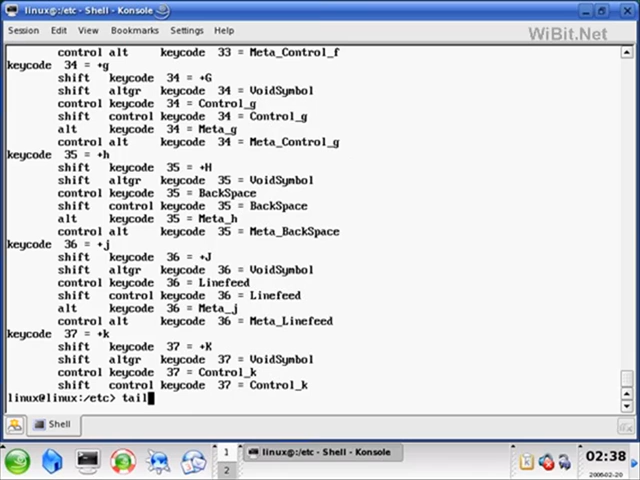 linux@:/etc - Shell - Konsole
Session Edit View Bookmarks Settings Help
WiBit.Net
control alt keycode 33 = Meta_Control_f
keycode 34 = +g
shift keycode 34 = +G
shift altgr keycode 34 = VoidSymbol
control keycode 34 = Control_g
shift control keycode 34 = Control_g
alt keycode 34 = Meta_g
control alt keycode 34 = Meta_Control_g
keycode 35 = +h
shift keycode 35 = +H
shift altgr keycode 35 = VoidSymbol
control keycode 35 = BackSpace
shift control keycode 35 = BackSpace
alt keycode 35 = Meta_h
control alt keycode 35 = Meta_BackSpace
keycode 36 = +j
shift keycode 36 = +J
shift altgr keycode 36 = VoidSymbol
control keycode 36 = Linefeed
shift control keycode 36 = Linefeed
alt keycode 36 = Meta_j
control alt keycode 36 = Meta_Linefeed
keycode 37 = +k
shift keycode 37 = +K
shift altgr keycode 37 = VoidSymbol
control keycode 37 = Control_k
shift control keycode 37 = Control_k
linux@linux:/etc> tail
Shell
1
linux@:/etc - Shell - Konsole
02:38
2
2008-02-20